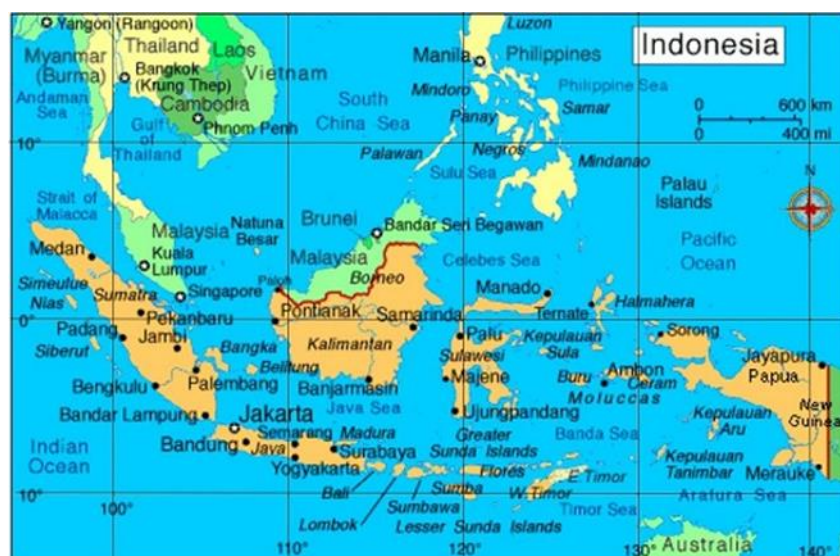 Yangon (Rangoon)
Luzon
Indonesia
Thailand
Laos
Myanmar
(Burma)
Bangkok
(Krung Thep)
Vietnam
Manila
Philippines
Andaman
Sea
Cambodia
Mindoro
Philippine Sea
South
China Sea
Samar
0
600 km
0
400 mi
Phnom Penh
Panay
Gulf
of
Thailand
10°
Negros
Palawan
Sulu Sea
Mindanao
N
Strait of
Malacca
Palau
Islands
Malaysia
Natuna
Besar
Brunei
Bandar Seri Begawan
Pacific
Ocean
Medan
Kuala
Lumpur
Malaysia
Celebes Sea
Borneo
Simeulue
Nias
Sumatra
Singapore
Paloh
Manado
Halmahera
Ternate
0°
Pekanbaru
Pontianak
Samarinda
Padang
Jambi
Kalimantan
Palu
Kepulauan
Sula
Sorong
Siberut
Bangka
Belitung
Sulawesi
Jayapura
Papua
Bengkulu
Palembang
Banjarmasin
Majene
Buru
Ambon
Ceram
Moluccas
New
Guinea
Bandar Lampung
Jakarta
Java Sea
Ujungpandang
Kepulauan
Aru
Semarang
Madura
Greater
Sunda Islands
Banda Sea
Indian
Ocean
Bandung
Java
Surabaya
Yogyakarta
Flores
E.Timor
Kepulauan
Tanimbar
Merauke
10°
Bali
Sumba
W.Timor
Arafura Sea
Lombok
Sumbawa
Timor Sea
Lesser Sunda Islands
100°
110°
120°
130°
140°
Australia